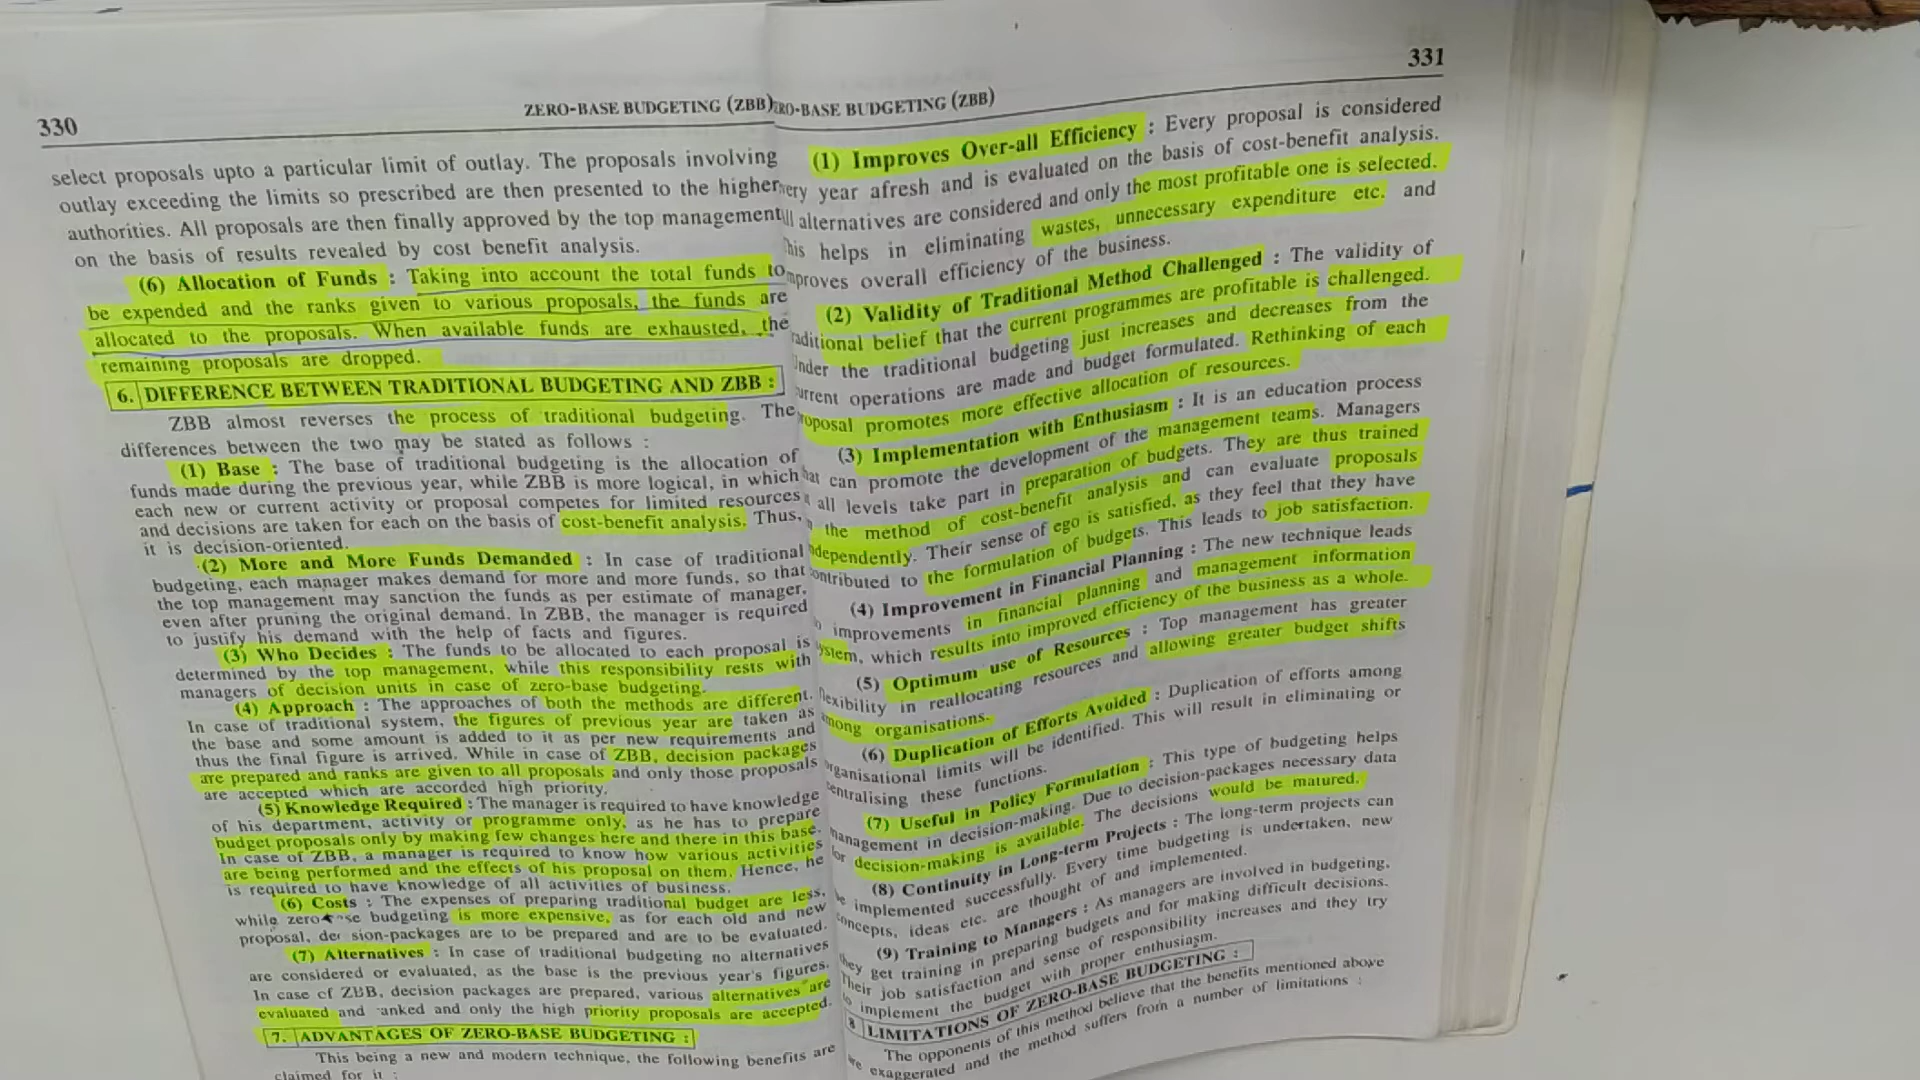 330
ZERO-BASE BUDGETING (ZBB)
select proposals upto a particular limit of outlay. The proposals involving
outlay exceeding the limits so prescribed are then presented to the higher
authorities. All proposals are then finally approved by the top management
on the basis of results revealed by cost benefit analysis.
(6) Allocation of Funds : Taking into account the total funds to
be expended and the ranks given to various proposals, the funds are
allocated to the proposals. When available funds are exhausted, the
remaining proposals are dropped.
6. DIFFERENCE BETWEEN TRADITIONAL BUDGETING AND ZBB :
ZBB almost reverses the process of traditional budgeting. The
differences between the two may be stated as follows :
(1) Base : The base of traditional budgeting is the allocation of
funds made during the previous year, while ZBB is more logical, in which
each new or current activity or proposal competes for limited resources
and decisions are taken for each on the basis of cost-benefit analysis. Thus,
it is decision-oriented.
(2) More and More Funds Demanded : In case of traditional
budgeting, each manager makes demand for more and more funds, so that
the top management may sanction the funds as per estimate of manager,
even after pruning the original demand. In ZBB, the manager is required
to justify his demand with the help of facts and figures.
(3) Who Decides : The funds to be allocated to each proposal is
determined by the top management, while this responsibility rests with
managers of decision units in case of zero-base budgeting.
(4) Approach : The approaches of both the methods are different.
In case of traditional system, the figures of previous year are taken as
the base and some amount is added to it as per new requirements and
thus the final figure is arrived. While in case of ZBB, decision packages
are prepared and ranks are given to all proposals and only those proposals
are accepted which are accorded high priority.
(5) Knowledge Required : The manager is required to have knowledge
of his department, activity or programme only, as he has to prepare
budget proposals only by making few changes here and there in this base.
In case of ZBB, a manager is required to know how various activities
are being performed and the effects of his proposal on them. Hence, he
is required to have knowledge of all activities of business.
(6) Costs : The expenses of preparing traditional budget are less,
while budgeting is more expensive, as for each old and new
proposal, sion-packages are to be prepared and are to be evaluated.
(7) Alternatives : In case of traditional budgeting no alternatives
are considered or evaluated, as the base is the previous year's figures.
In case of ZBB, decision packages are prepared, various alternatives are
evaluated and anked and only the high priority proposals are accepted.
7. ADVANTAGES OF ZERO-BASE BUDGETING :
This being a new and modern technique, the following benefits are
claimed for it :
331
RO-BASE BUDGETING (ZBB)
(1) Improves Over-all Efficiency : Every proposal is considered
ery year afresh and is evaluated on the basis of cost-benefit analysis.
ll alternatives are considered and only the most profitable one is selected.
his helps in eliminating wastes, unnecessary expenditure etc. and
mproves overall efficiency of the business.
(2) Validity of Traditional Method Challenged : The validity of
raditional belief that the current programmes are profitable is challenged.
nder the traditional budgeting just increases and decreases from the
urrent operations are made and budget formulated. Rethinking of each
roposal promotes more effective allocation of resources.
(3) Implementation with Enthusiasm : It is an education process
hat can promote the development of the management teams. Managers
t all levels take part in preparation of budgets. They are thus trained
n the method of cost-benefit analysis and can evaluate proposals
ndependently. Their sense of ego is satisfied, as they feel that they have
ontributed to the formulation of budgets. This leads to job satisfaction.
(4) Improvement in Financial Planning : The new technique leads
o improvements in financial planning and management information
ystem, which results into improved efficiency of the business as a whole.
(5) Optimum use of Resources : Top management has greater
flexibility in reallocating resources and allowing greater budget shifts
among organisations.
(6) Duplication of Efforts Avoided : Duplication of efforts among
organisational limits will be identified. This will result in eliminating or
centralising these functions.
(7) Useful in Policy Formulation : This type of budgeting helps
management in decision-making. Due to decision-packages necessary data
for decision-making is available. The decisions would be matured.
(8) Continuity in Long-term Projects : The long-term projects can
be implemented successfully. Every time budgeting is undertaken, new
concepts, ideas etc. are thought of and implemented.
(9) Training to Managers : As managers are involved in budgeting,
they get training in preparing budgets and for making difficult decisions.
Their job satisfaction and sense of responsibility increases and they try
to implement the budget with proper enthusiasm.
8 LIMITATIONS OF ZERO-BASE BUDGETING :
The opponents of this method believe that the benefits mentioned above
are exaggerated and the method suffers from a number of limitations :